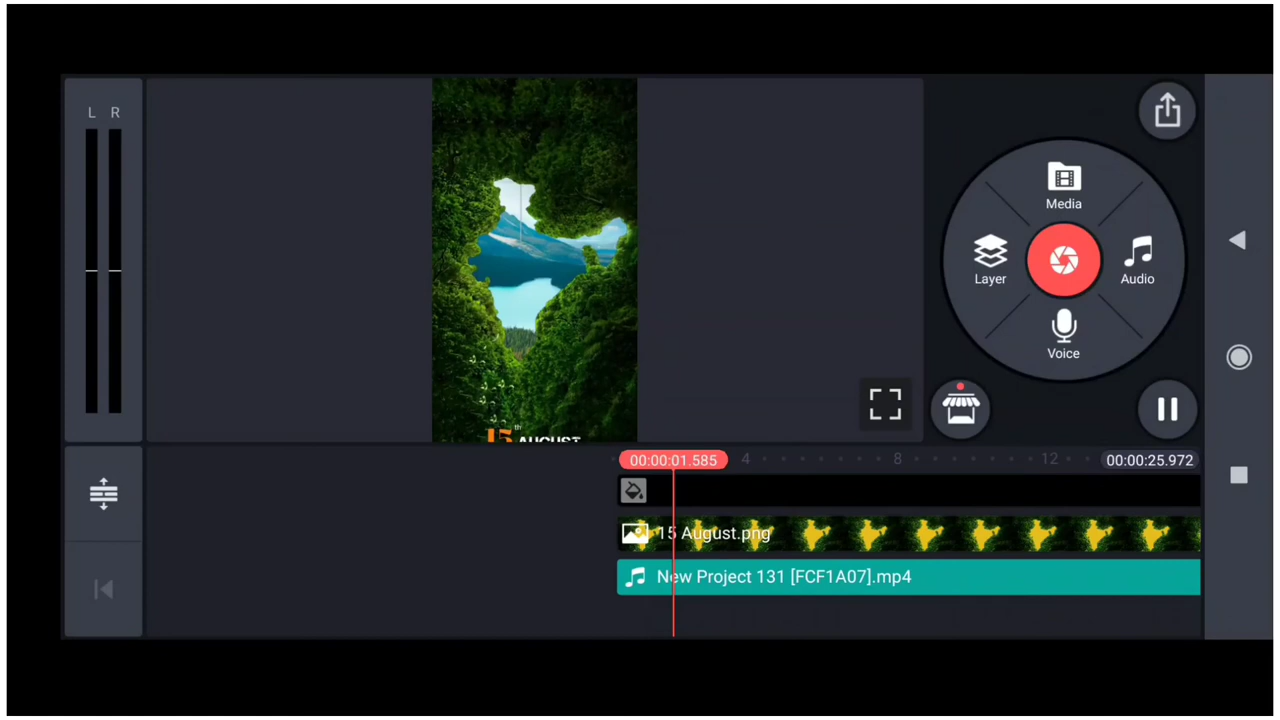 L R
Media
Layer
Audio
Voice
15th AUGUST
00:00:01.585 4 8 12 00:00:25.972
15 August.png
New Project 131 [FCF1A07].mp4